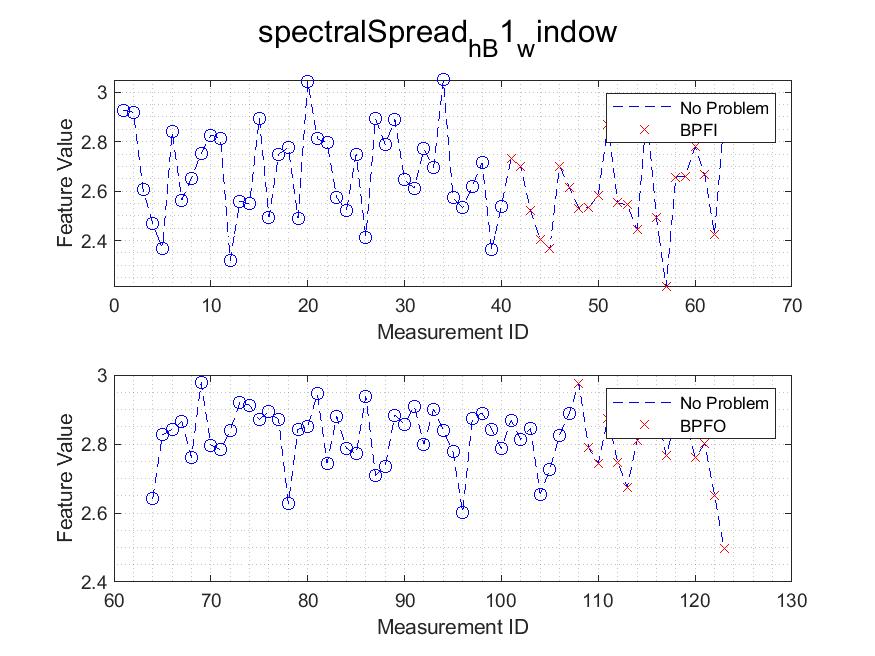 spectralSpread_hB1_window
3
2.8
2.6
2.4
Feature Value
0 10 20 30 40 50 60 70
Measurement ID
No Problem
BPFI
3
2.8
2.6
2.4
Feature Value
60 70 80 90 100 110 120 130
Measurement ID
No Problem
BPFO